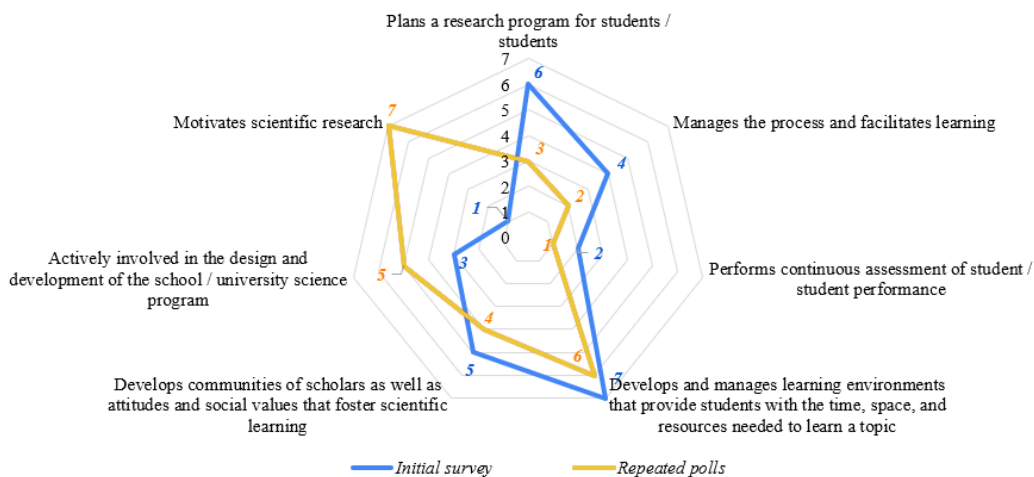 Plans a research program for students /
students
7
6
5
4
3
2
1
0
6
4
2
7
5
3
1
3
2
1
6
4
5
7
Manages the process and facilitates learning
Performs continuous assessment of student /
student performance
Develops and manages learning environments
that provide students with the time, space, and
resources needed to learn a topic
Develops communities of scholars as well as
attitudes and social values that foster scientific
learning
Actively involved in the design and
development of the school / university science
program
Motivates scientific research
Initial survey
Repeated polls